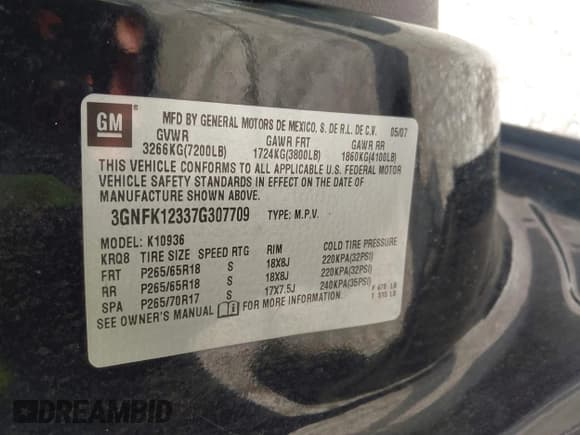 GM ®
MFD BY GENERAL MOTORS DE MEXICO, S. DE R.L. DE C.V. 05/07
GVWR GAWR FRT GAWR RR
3266KG(7200LB) 1724KG(3800LB) 1860KG(4100LB)
THIS VEHICLE CONFORMS TO ALL APPLICABLE U.S. FEDERAL MOTOR
VEHICLE SAFETY STANDARDS IN EFFECT ON THE DATE OF
MANUFACTURE SHOWN ABOVE.
3GNFK12337G307709 TYPE: M.P.V.
MODEL: K10936
KRQ8 TIRE SIZE SPEED RTG RIM COLD TIRE PRESSURE
FRT P265/65R18 S 18X8J 220KPA(32PSI)
RR P265/65R18 S 18X8J 220KPA(32PSI)
SPA P265/70R17 S 17X7.5J 240KPA(35PSI)
SEE OWNER'S MANUAL FOR MORE INFORMATION.
DREAMBID